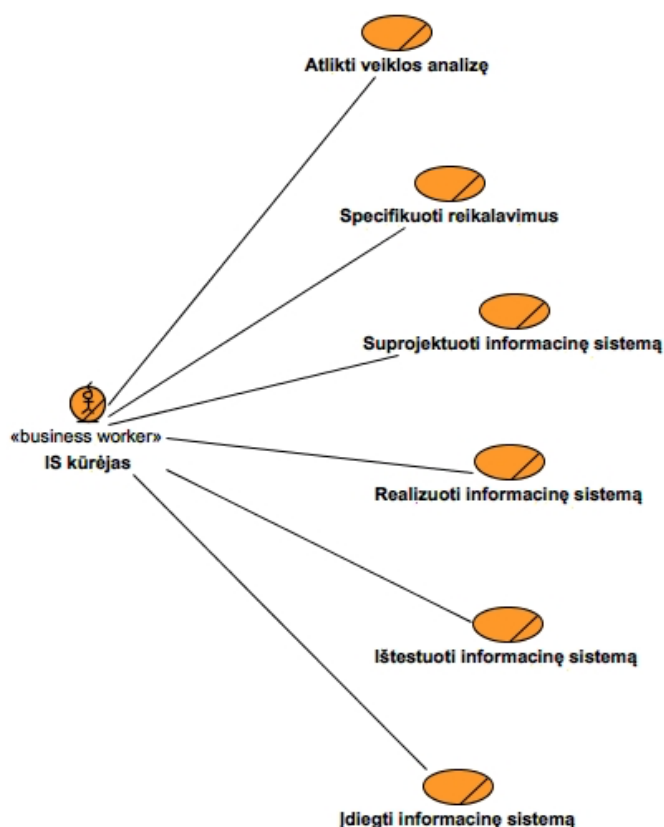 Atlikti veiklos analizę
Specifikuoti reikalavimus
Suprojektuoti informacinę sistemą
«business worker»
IS kūrėjas
Realizuoti informacinę sistemą
Ištestuoti informacinę sistemą
Įdiegti informacinę sistemą